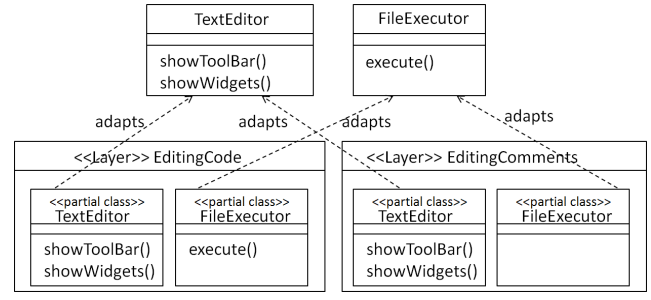 TextEditor
showToolBar()
showWidgets()
FileExecutor
execute()
adapts
adapts
adapts
adapts
<<Layer>> EditingCode
<<partial class>>
TextEditor
showToolBar()
showWidgets()
<<partial class>>
FileExecutor
execute()
<<Layer>> EditingComments
<<partial class>>
TextEditor
showToolBar()
showWidgets()
<<partial class>>
FileExecutor